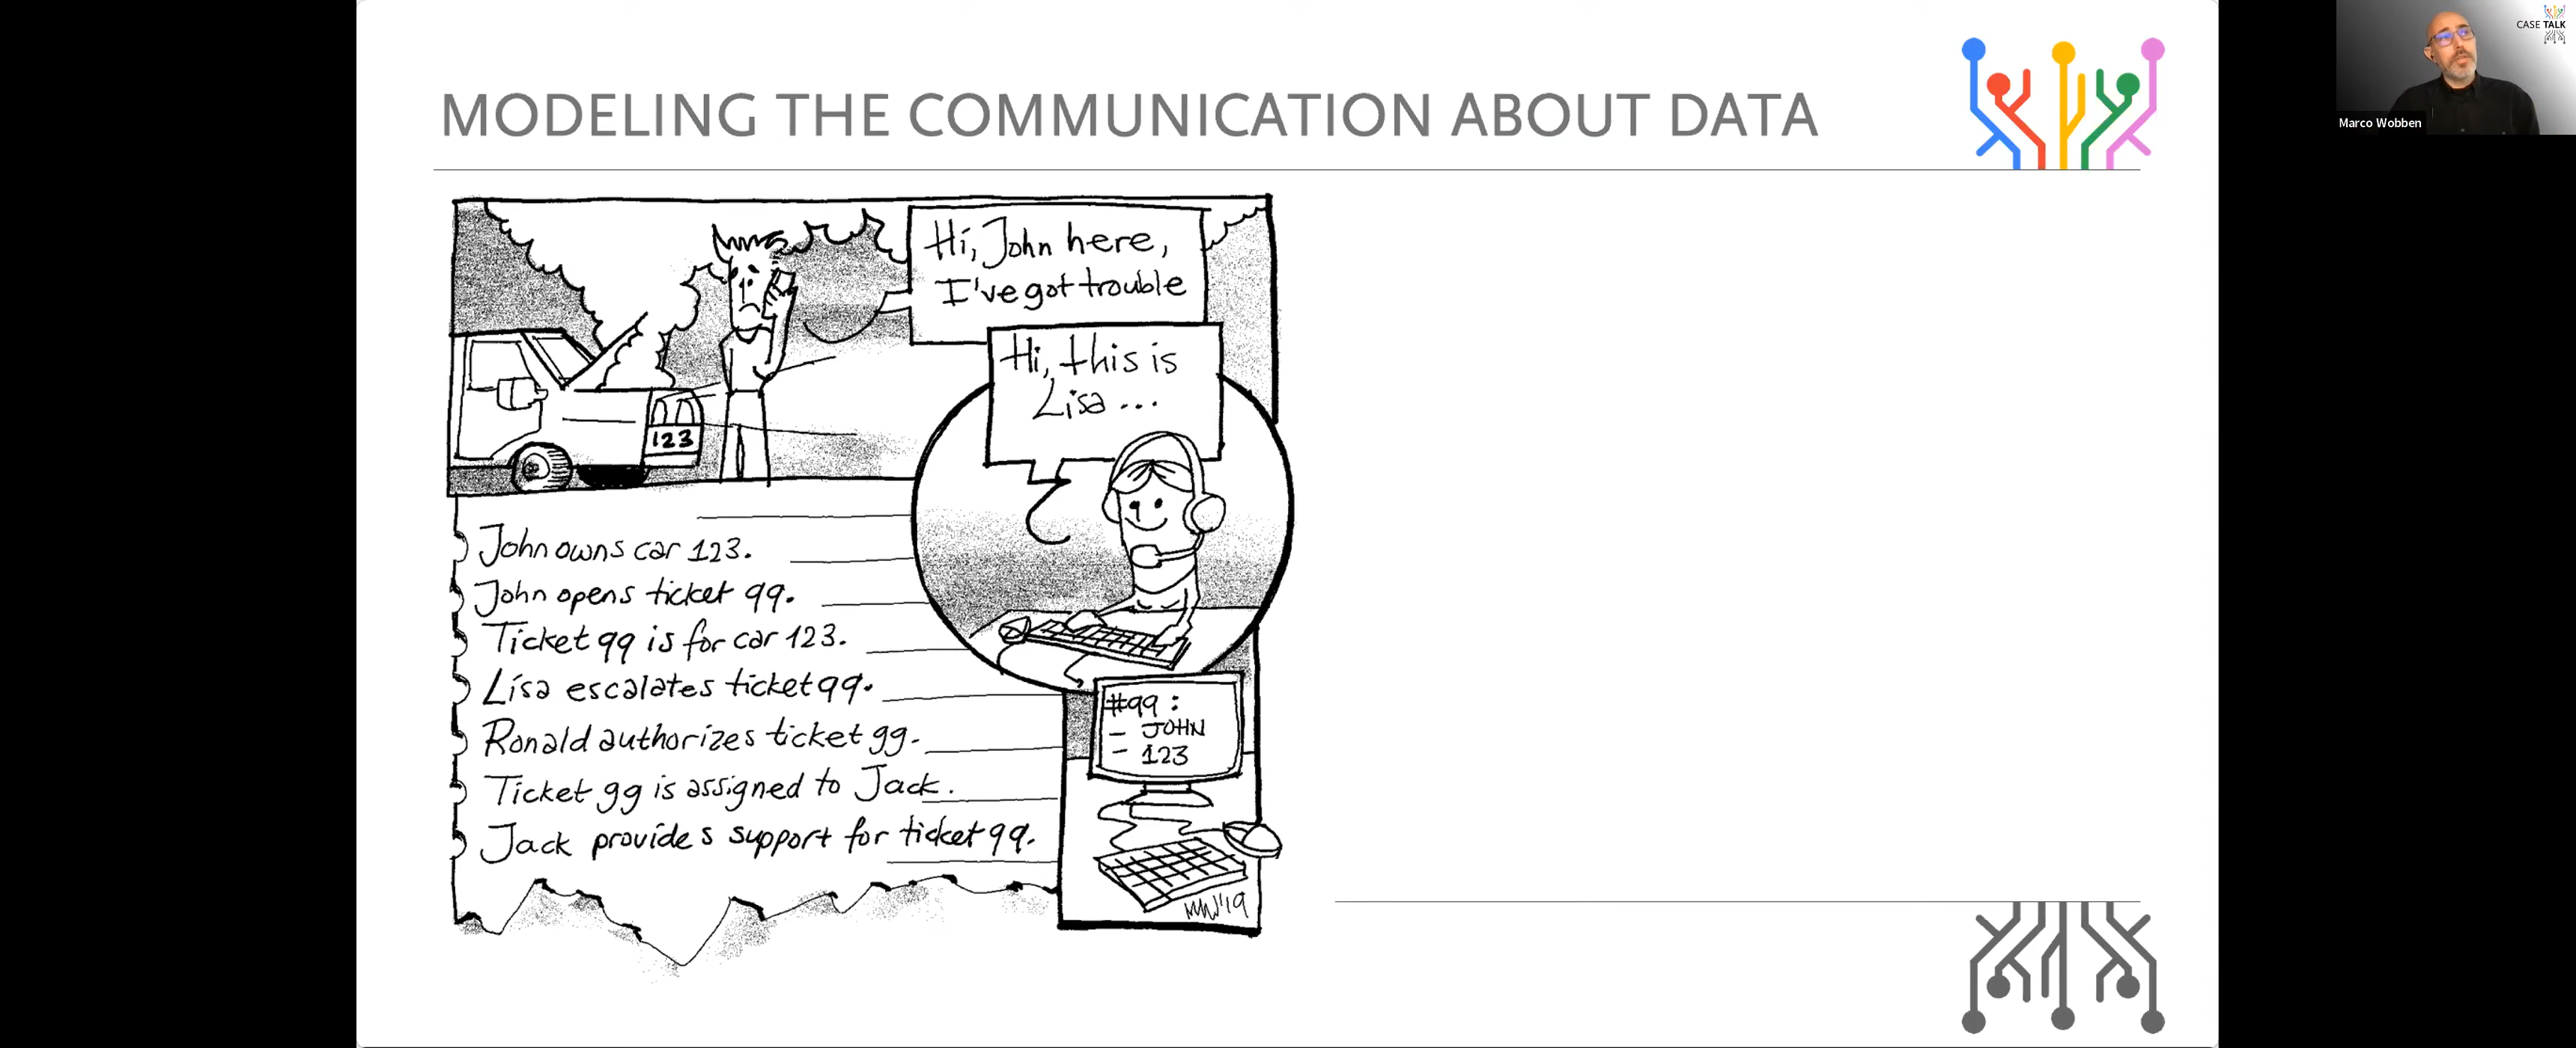 MODELING THE COMMUNICATION ABOUT DATA
CASE TALK
Marco Wobben
Hi, John here,
I've got trouble
Hi, this is
Lisa ...
123
John owns car 123.
John opens ticket 99.
Ticket 99 is for car 123.
Lisa escalates ticket 99.
Ronald authorizes ticket 99.
Ticket 99 is assigned to Jack.
Jack provides support for ticket 99.
#99 :
- JOHN
- 123
MW'19